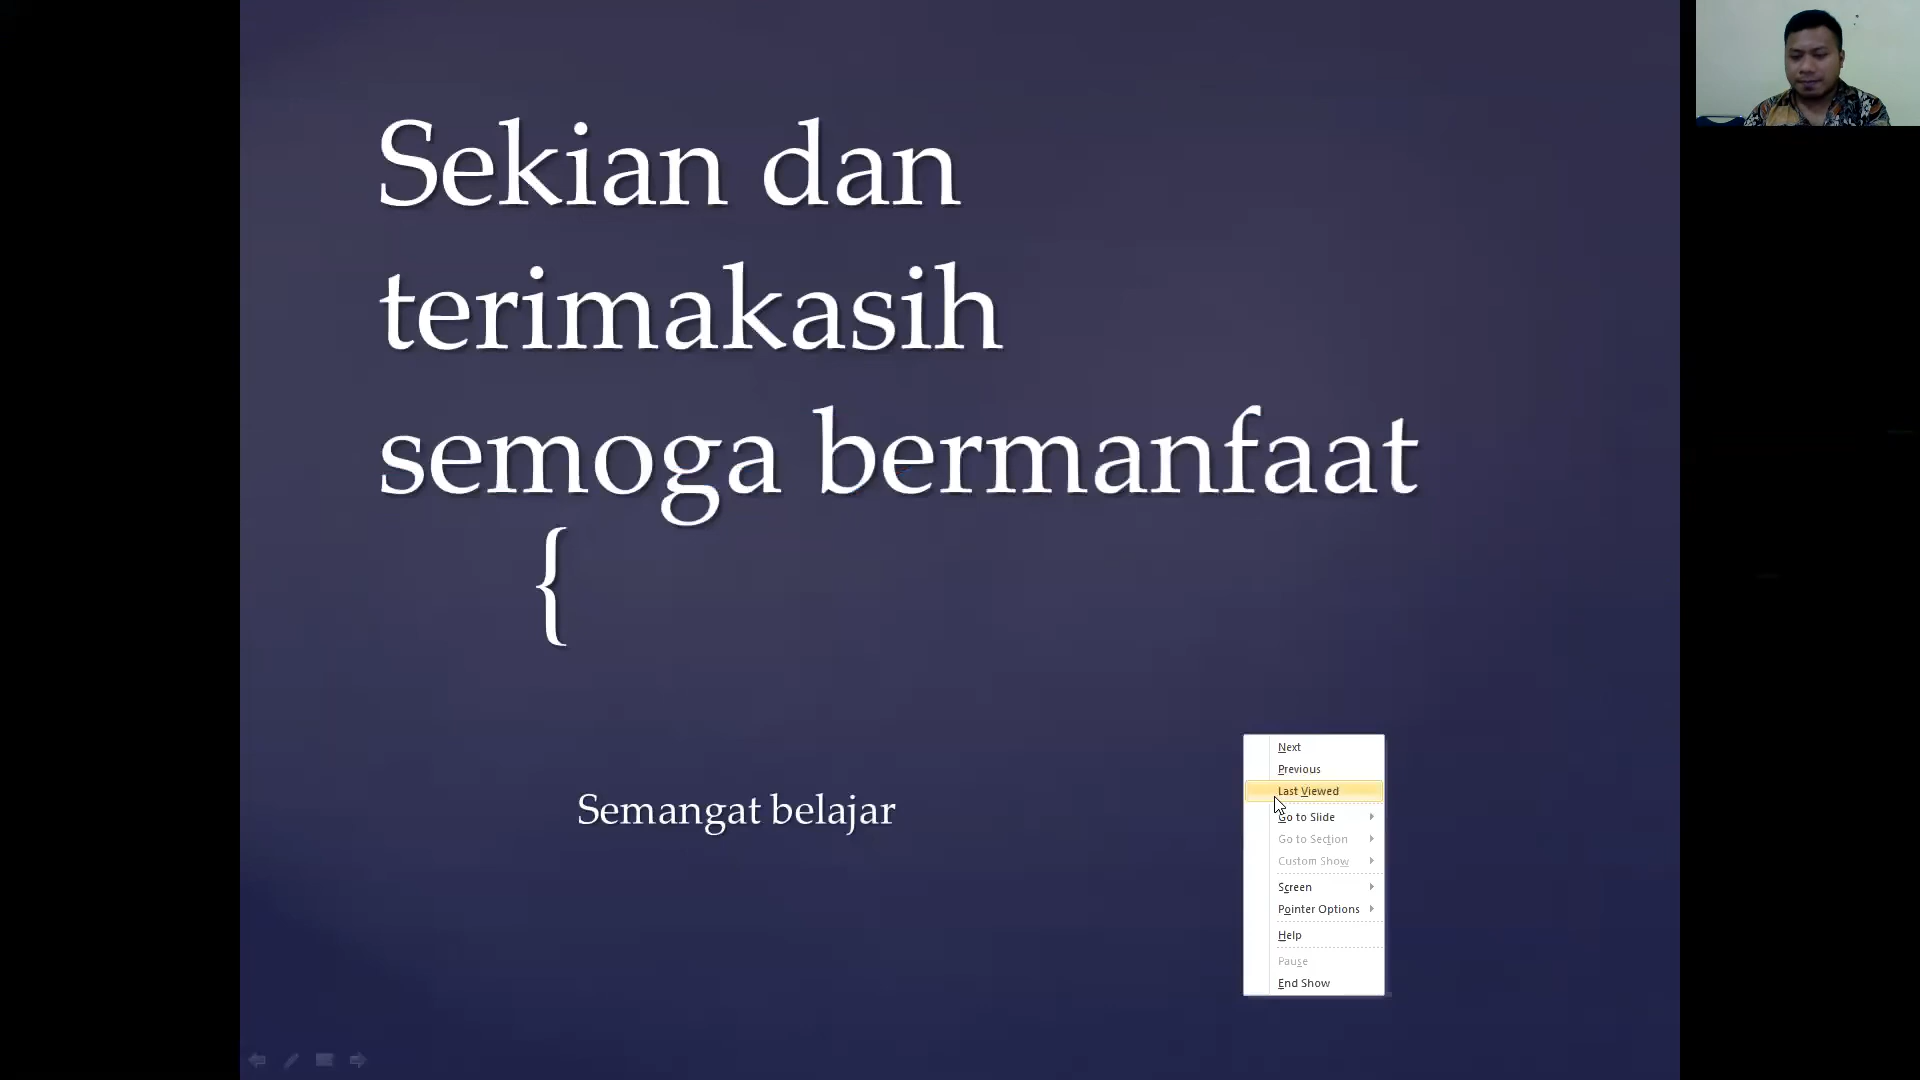 Sekian dan
terimakasih
semoga bermanfaat
{
Semangat belajar
Next
Previous
Last Viewed
Go to Slide
Go to Section
Custom Show
Screen
Pointer Options
Help
Pause
End Show